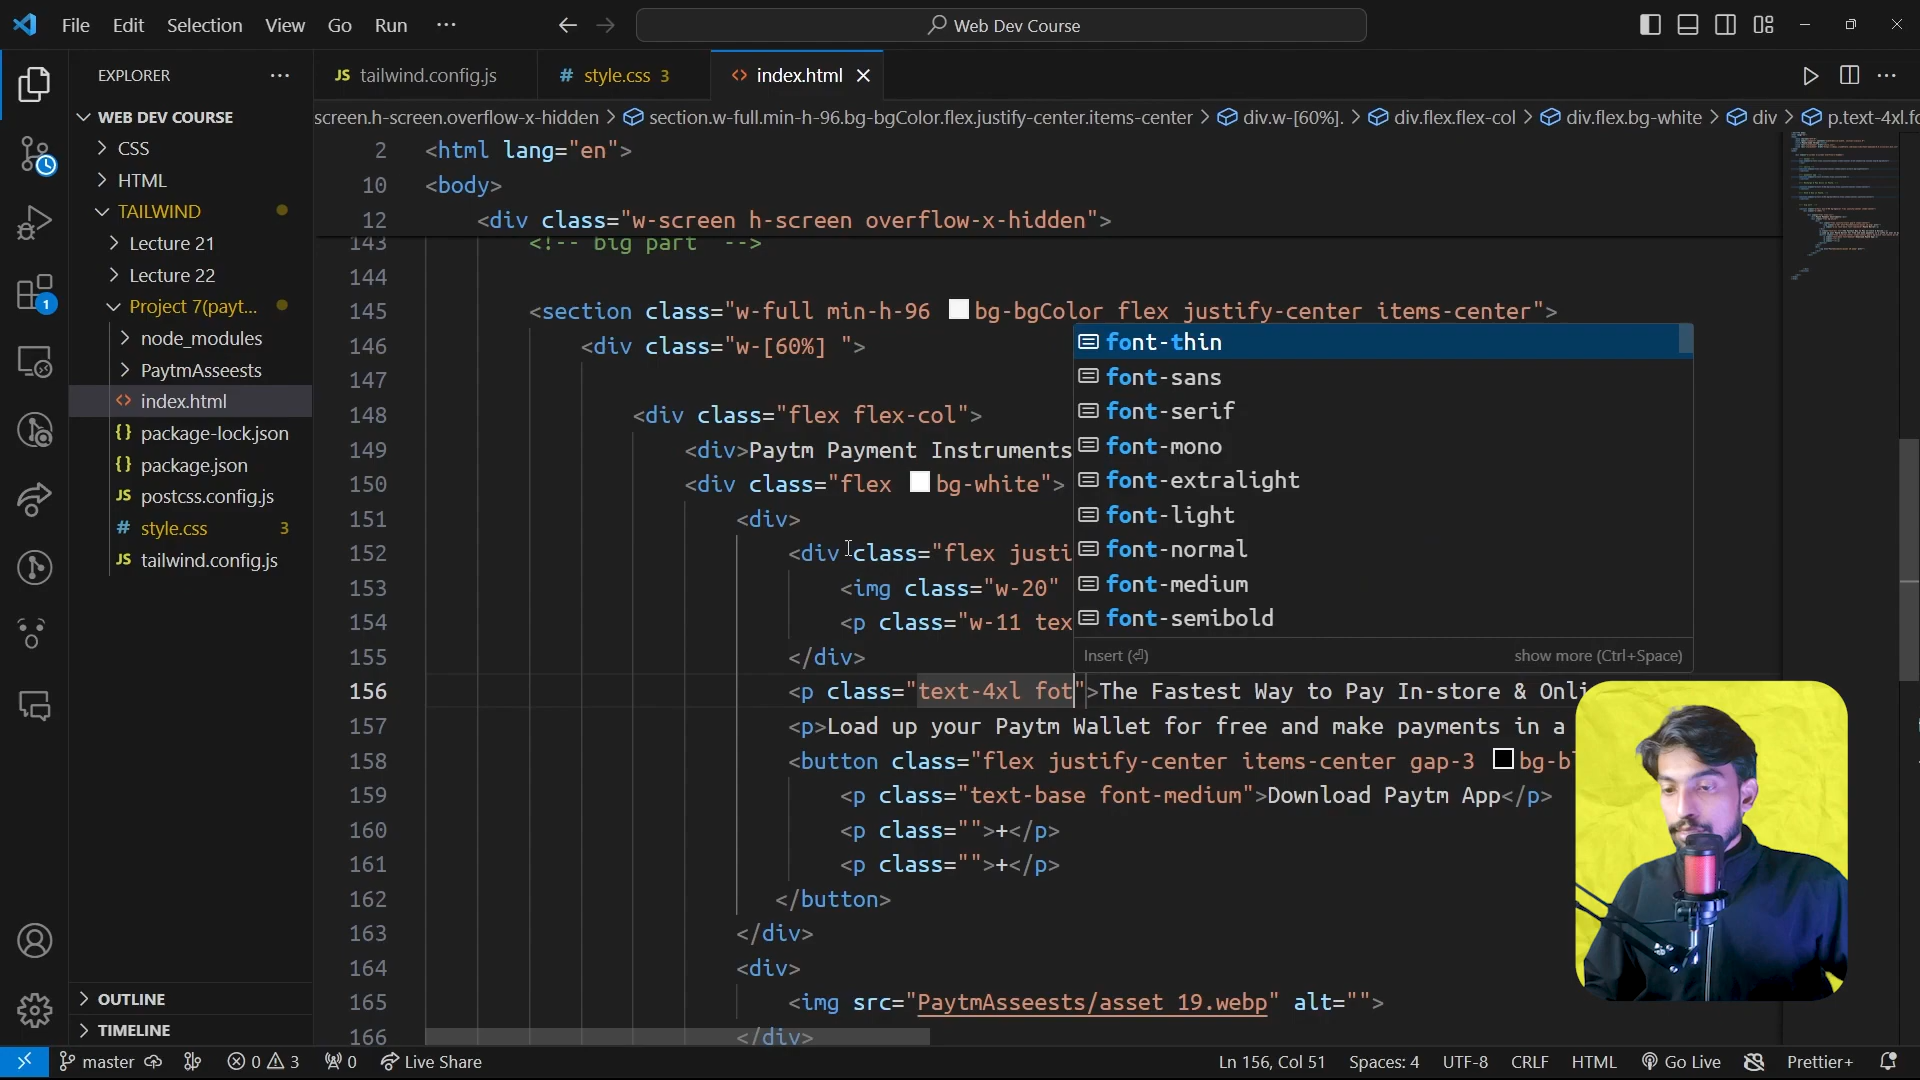 File Edit Selection View Go Run ···
Web Dev Course
EXPLORER ···
JS tailwind.config.js
# style.css 3
<> index.html
screen.h-screen.overflow-x-hidden > section.w-full.min-h-96.bg-bgColor.flex.justify-center.items-center > div.w-[60%]. > div.flex.flex-col > div.flex.bg-white > div > p.text-4xl.fo
WEB DEV COURSE
CSS
HTML
TAILWIND
Lecture 21
Lecture 22
Project 7(payt...
node_modules
PaytmAsseests
<> index.html
{} package-lock.json
{} package.json
JS postcss.config.js
# style.css 3
JS tailwind.config.js
OUTLINE
TIMELINE
1
2 <html lang="en">
10 <body>
12 <div class="w-screen h-screen overflow-x-hidden">
143 <!-- big part -->
144
145 <section class="w-full min-h-96 bg-bgColor flex justify-center items-center">
146 <div class="w-[60%] ">
147
148 <div class="flex flex-col">
149 <div>Paytm Payment Instruments
150 <div class="flex bg-white">
151 <div>
152 <div class="flex justi
153 <img class="w-20"
154 <p class="w-11 tex
155 </div>
156 <p class="text-4xl fot">The Fastest Way to Pay In-store & Onli
157 <p>Load up your Paytm Wallet for free and make payments in a
158 <button class="flex justify-center items-center gap-3 bg-bl
159 <p class="text-base font-medium">Download Paytm App</p>
160 <p class="">+</p>
161 <p class="">+</p>
162 </button>
163 </div>
164 <div>
165 <img src="PaytmAsseests/asset 19.webp" alt="">
166 </div>
font-thin
font-sans
font-serif
font-mono
font-extralight
font-light
font-normal
font-medium
font-semibold
Insert (⏎) show more (Ctrl+Space)
master 0 3 0 Live Share
Ln 156, Col 51 Spaces: 4 UTF-8 CRLF HTML Go Live Prettier+